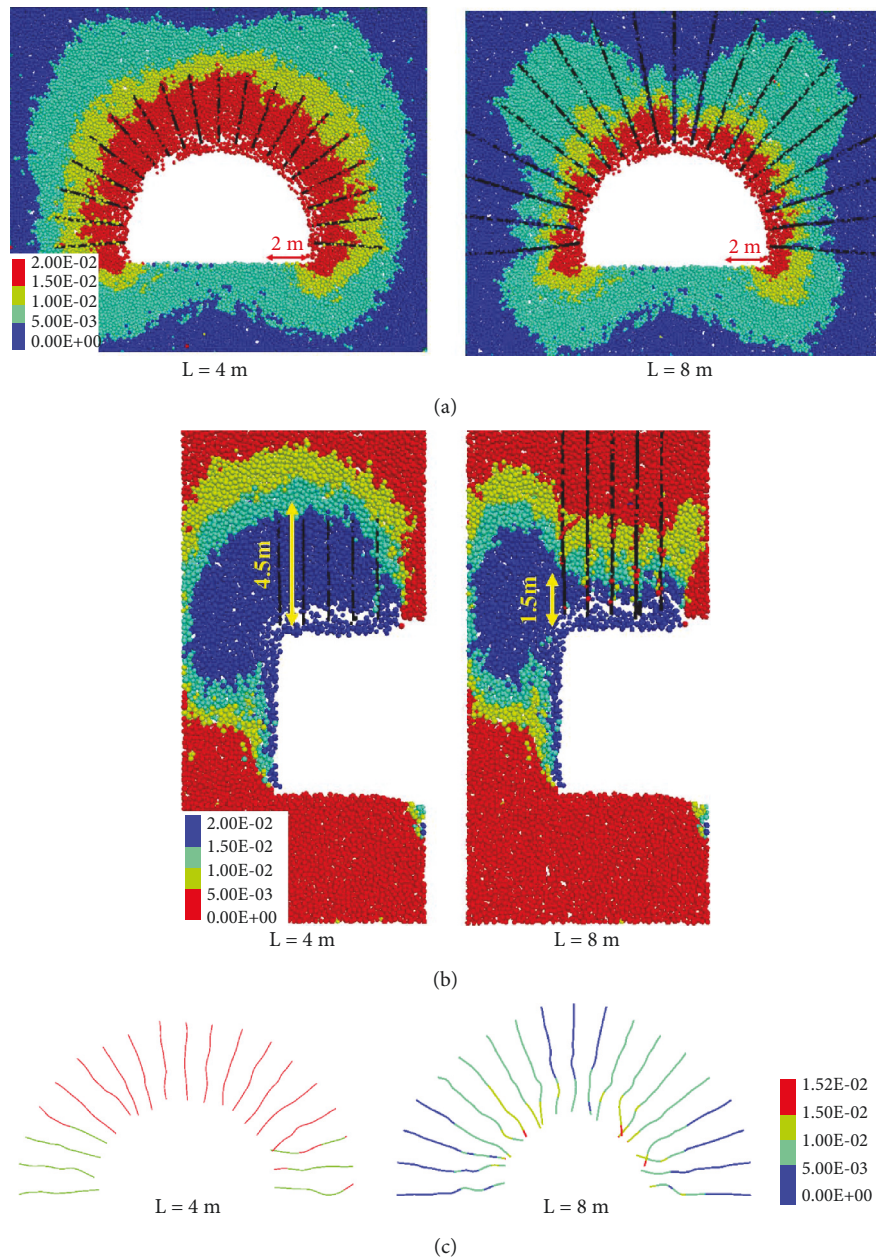 2 m
2 m
2.00E-02
1.50E-02
1.00E-02
5.00E-03
0.00E+00
L = 4 m
L = 8 m
(a)
4.5m
1.5m
2.00E-02
1.50E-02
1.00E-02
5.00E-03
0.00E+00
L = 4 m
L = 8 m
(b)
1.52E-02
1.50E-02
1.00E-02
5.00E-03
0.00E+00
L = 4 m
L = 8 m
(c)